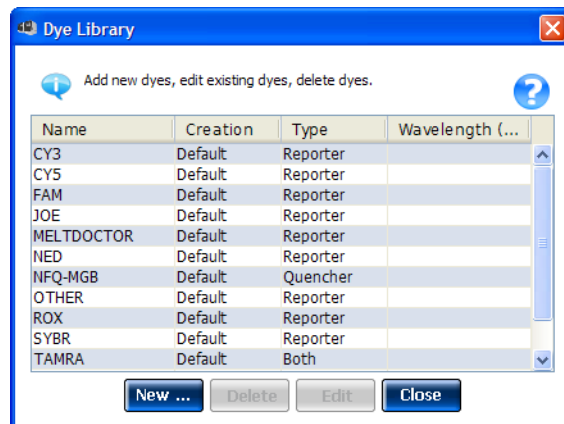 Dye Library
Add new dyes, edit existing dyes, delete dyes.
Name Creation Type Wavelength (...
CY3 Default Reporter
CY5 Default Reporter
FAM Default Reporter
JOE Default Reporter
MELTDOCTOR Default Reporter
NED Default Reporter
NFQ-MGB Default Quencher
OTHER Default Reporter
ROX Default Reporter
SYBR Default Reporter
TAMRA Default Both
New ... Delete Edit Close